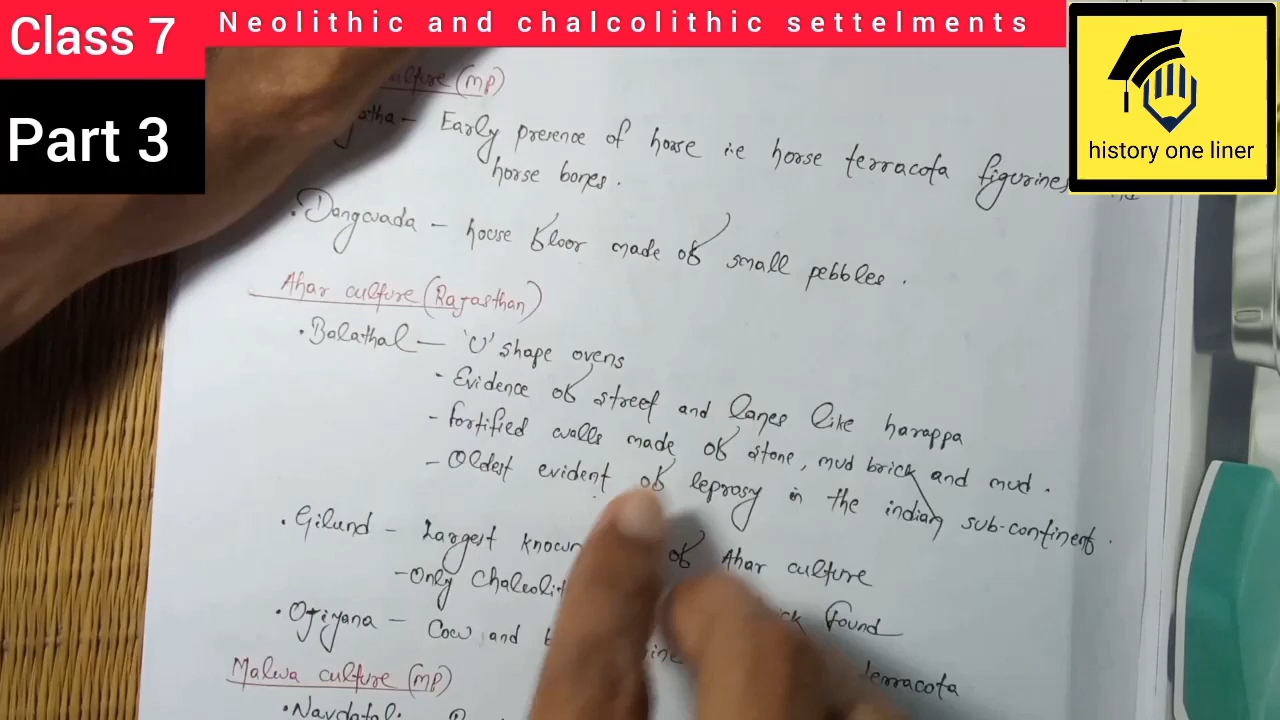 Class 7
Neolithic and chalcolithic settelments
Part 3
history one liner
culture (MP)
Early presence of horse i.e horse terracota figurines
horse bones.
• Dangwada – house floor made of small pebbles.
Ahar culture (Rajasthan)
• Balathal – 'U' shape ovens
- Evidence of street and lanes like harappa
- fortified walls made of stone, mud brick and mud.
- Oldest evident of leprosy in the indian sub-continent.
• Gilund – Largest known of Ahar culture
- Only found
• Ojiyana – Cow and terracota
Malwa culture (MP)